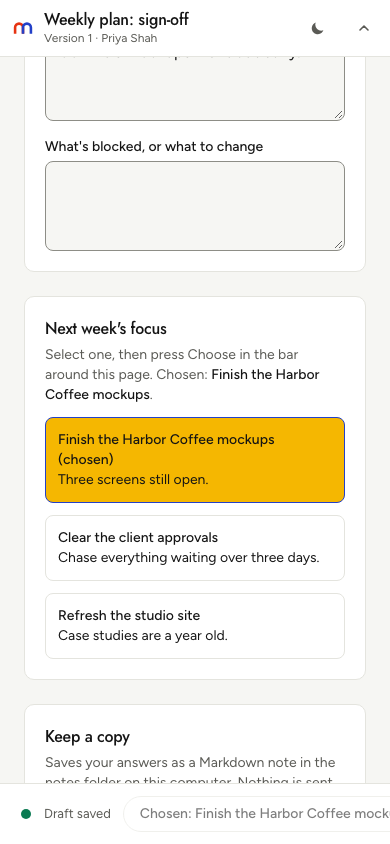 Weekly plan: sign-off
Version 1 · Priya Shah
What's blocked, or what to change
Next week's focus
Select one, then press Choose in the bar
around this page. Chosen: Finish the Harbor
Coffee mockups.
Finish the Harbor Coffee mockups
(chosen)
Three screens still open.
Clear the client approvals
Chase everything waiting over three days.
Refresh the studio site
Case studies are a year old.
Keep a copy
Saves your answers as a Markdown note in the
notes folder on this computer. Nothing is sent
Draft saved
Chosen: Finish the Harbor Coffee mock